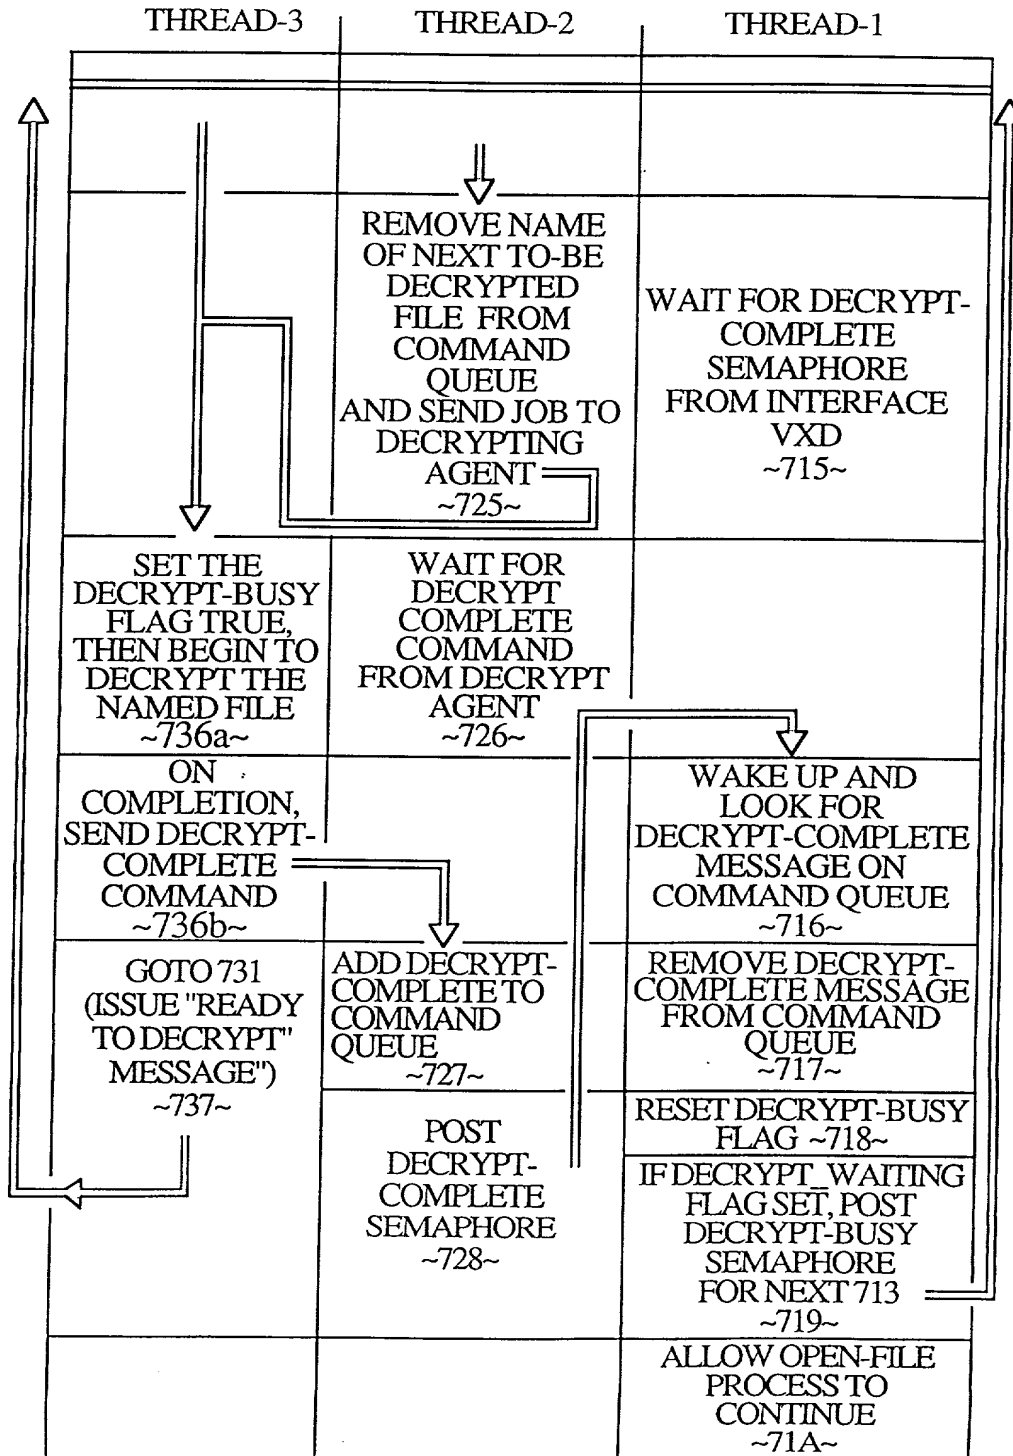 THREAD-3
THREAD-2
THREAD-1
REMOVE NAME
OF NEXT TO-BE
DECRYPTED
FILE FROM
COMMAND
QUEUE
AND SEND JOB TO
DECRYPTING
AGENT
~725~
WAIT FOR DECRYPT-
COMPLETE
SEMAPHORE
FROM INTERFACE
VXD
~715~
SET THE
DECRYPT-BUSY
FLAG TRUE,
THEN BEGIN TO
DECRYPT THE
NAMED FILE
~736a~
WAIT FOR
DECRYPT
COMPLETE
COMMAND
FROM DECRYPT
AGENT
~726~
ON
COMPLETION,
SEND DECRYPT-
COMPLETE
COMMAND
~736b~
WAKE UP AND
LOOK FOR
DECRYPT-COMPLETE
MESSAGE ON
COMMAND QUEUE
~716~
GOTO 731
(ISSUE "READY
TO DECRYPT"
MESSAGE")
~737~
ADD DECRYPT-
COMPLETE TO
COMMAND
QUEUE
~727~
REMOVE DECRYPT-
COMPLETE MESSAGE
FROM COMMAND
QUEUE
~717~
RESET DECRYPT-BUSY
FLAG ~718~
POST
DECRYPT-
COMPLETE
SEMAPHORE
~728~
IF DECRYPT_WAITING
FLAG SET, POST
DECRYPT-BUSY
SEMAPHORE
FOR NEXT 713
~719~
ALLOW OPEN-FILE
PROCESS TO
CONTINUE
~71A~